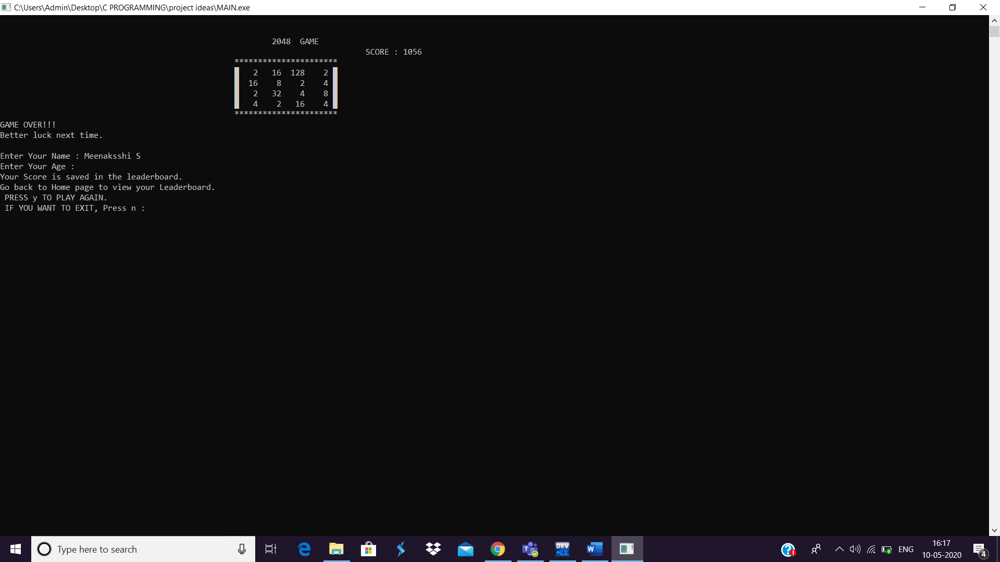 C:\Users\Admin\Desktop\C PROGRAMMING\project ideas\MAIN.exe
2048 GAME
SCORE : 1056
**********************
2 16 128 2
16 8 2 4
2 32 4 8
4 2 16 4
**********************
GAME OVER!!!
Better luck next time.
Enter Your Name : Meenaksshi S
Enter Your Age :
Your Score is saved in the leaderboard.
Go back to Home page to view your Leaderboard.
PRESS y TO PLAY AGAIN.
IF YOU WANT TO EXIT, Press n :
Type here to search
DEV
C++
ENG
16:17
10-05-2020
4